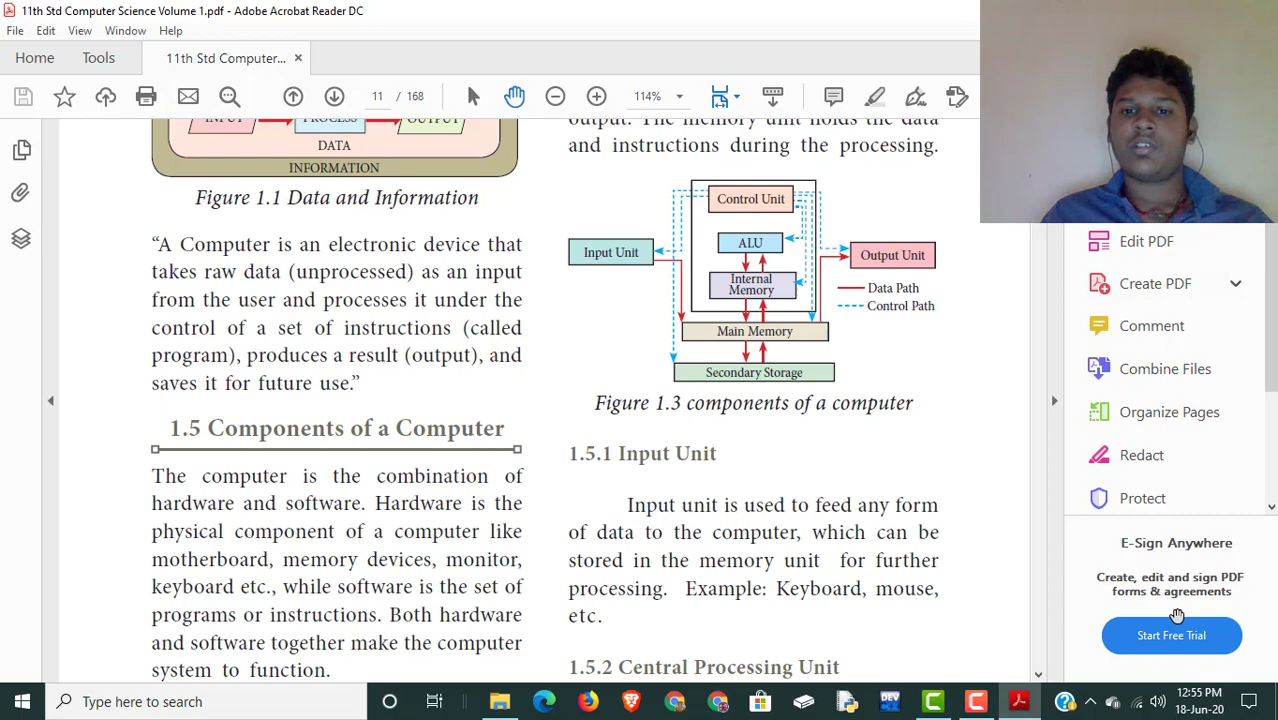 11th Std Computer Science Volume 1.pdf - Adobe Acrobat Reader DC
File Edit View Window Help
Home Tools 11th Std Computer... ×
11 / 168 114%
INPUT PROCESS OUTPUT
DATA
INFORMATION
Figure 1.1 Data and Information
“A Computer is an electronic device that
takes raw data (unprocessed) as an input
from the user and processes it under the
control of a set of instructions (called
program), produces a result (output), and
saves it for future use.”
1.5 Components of a Computer
The computer is the combination of
hardware and software. Hardware is the
physical component of a computer like
motherboard, memory devices, monitor,
keyboard etc., while software is the set of
programs or instructions. Both hardware
and software together make the computer
system to function.
output. The memory unit holds the data
and instructions during the processing.
Control Unit
ALU
Input Unit
Output Unit
Internal
Memory
Data Path
Control Path
Main Memory
Secondary Storage
Figure 1.3 components of a computer
1.5.1 Input Unit
Input unit is used to feed any form
of data to the computer, which can be
stored in the memory unit for further
processing. Example: Keyboard, mouse,
etc.
1.5.2 Central Processing Unit
Edit PDF
Create PDF
Comment
Combine Files
Organize Pages
Redact
Protect
E-Sign Anywhere
Create, edit and sign PDF
forms & agreements
Start Free Trial
Type here to search
DEV
12:55 PM
18-Jun-20